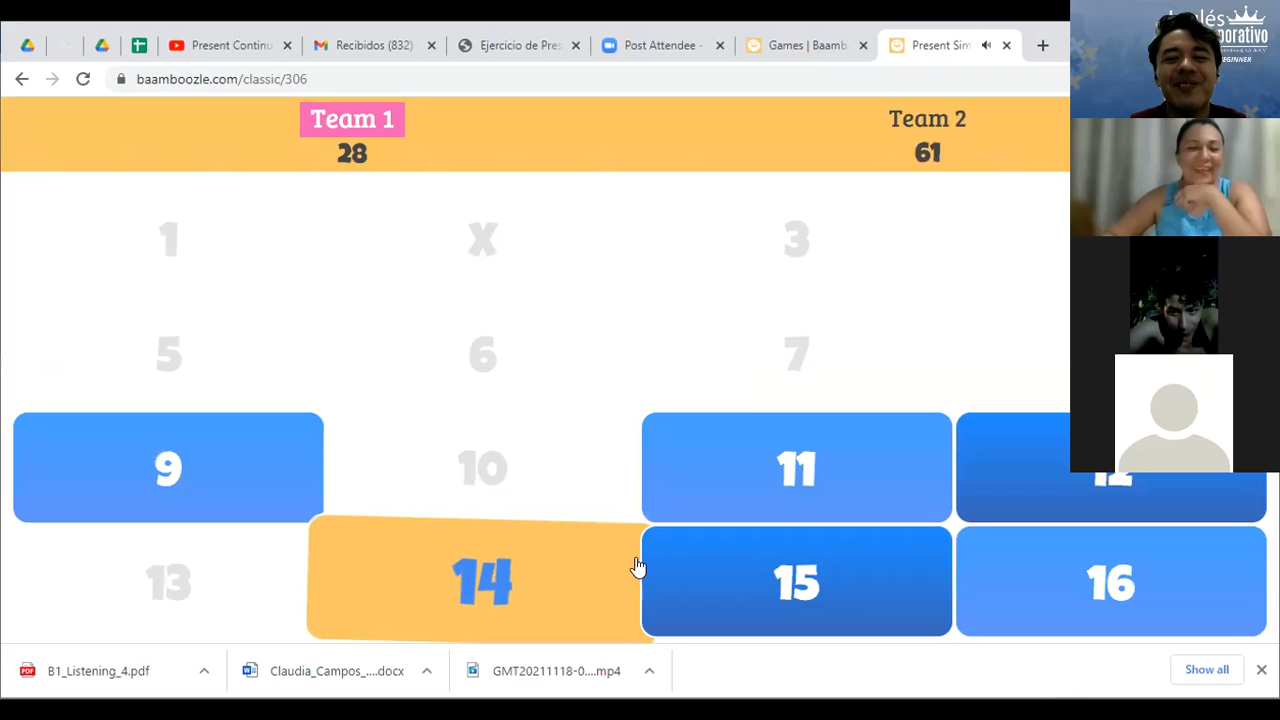 Present Continu
Recibidos (832)
Ejercicio de Pres
Post Attendee -
Games | Baamb
Present Sim
baamboozle.com/classic/306
Team 1
28
Team 2
61
1 X 3
5 6 7
9 10 11 12
13 14 15 16
B1_Listening_4.pdf
Claudia_Campos_....docx
GMT20211118-0....mp4
Show all